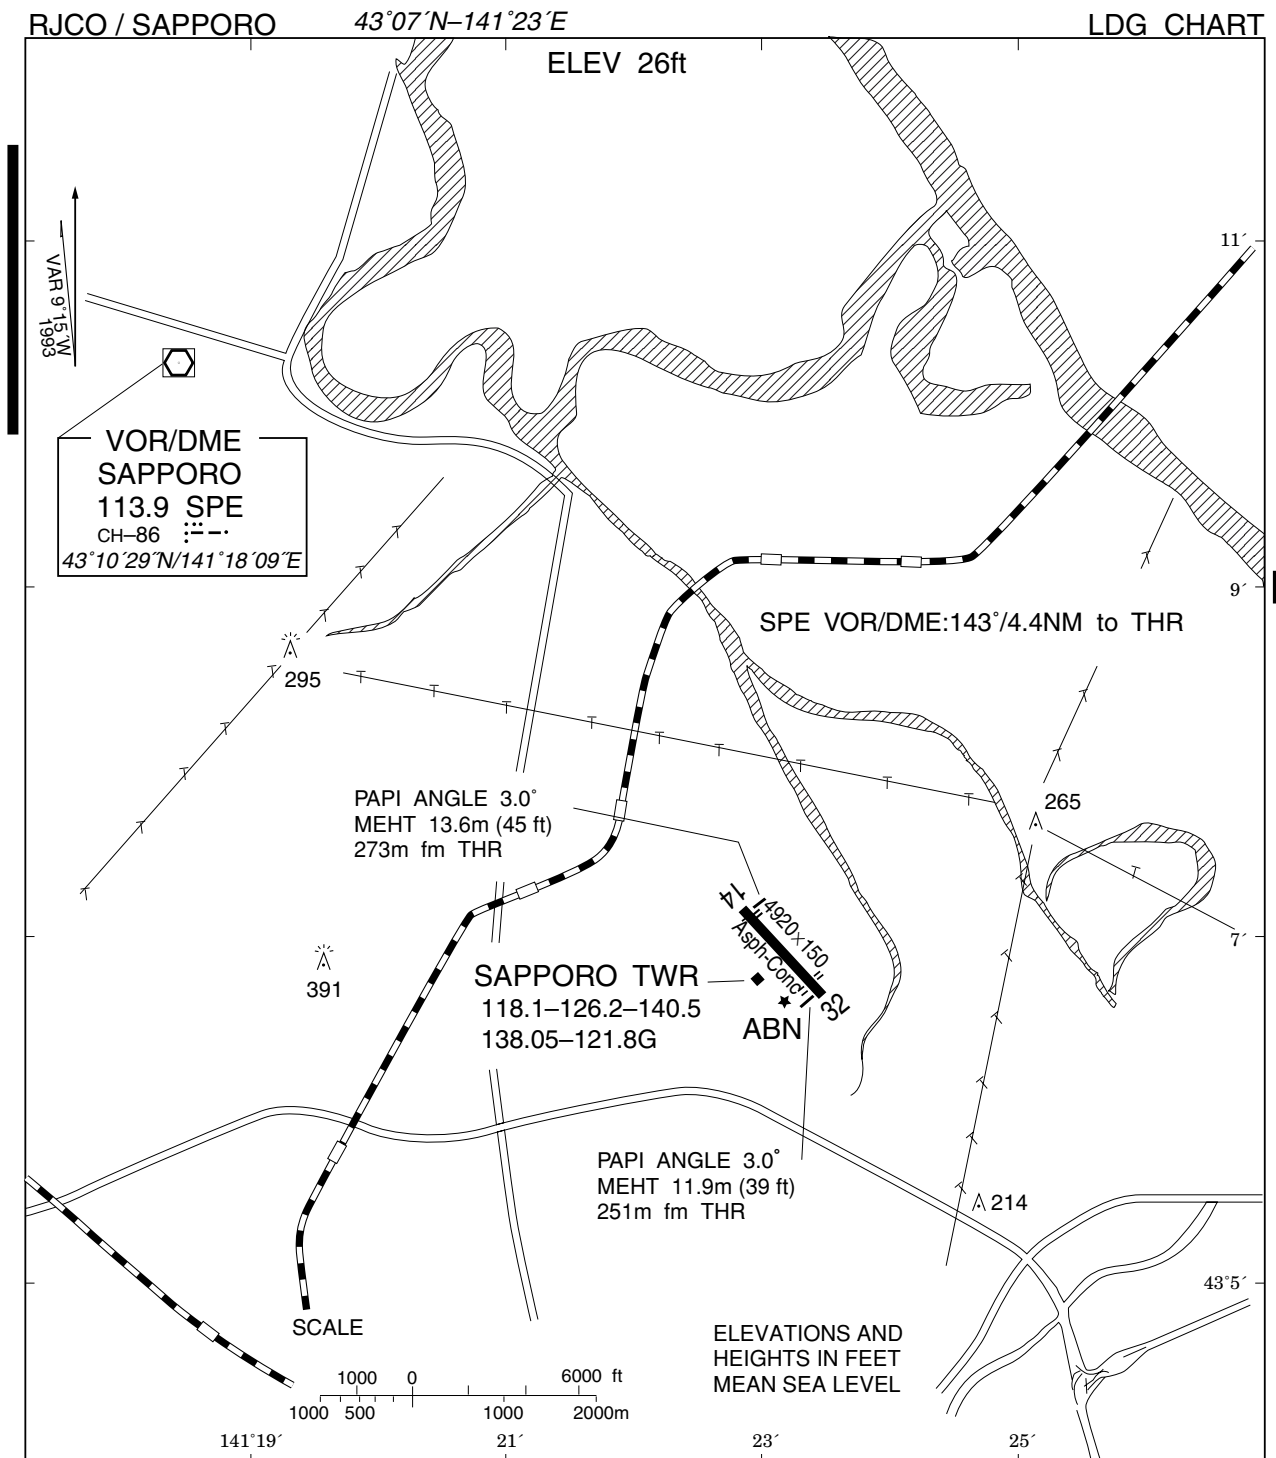 RJCO / SAPPORO 43°07´N–141°23´E LDG CHART
ELEV 26ft
11´
VAR 9°15´W
1993
VOR/DME
SAPPORO
113.9 SPE
CH–86
43°10´29˝N/141°18´09˝E
9´
SPE VOR/DME:143°/4.4NM to THR
295
PAPI ANGLE 3.0°
MEHT 13.6m (45 ft)
273m fm THR
265
14
4920×150
Asph-Conc
32
7´
391
SAPPORO TWR
118.1–126.2–140.5
138.05–121.8G
ABN
PAPI ANGLE 3.0°
MEHT 11.9m (39 ft)
251m fm THR
214
43°5´
SCALE
ELEVATIONS AND
HEIGHTS IN FEET
MEAN SEA LEVEL
1000 0 6000 ft
1000 500 1000 2000m
141°19´ 21´ 23´ 25´